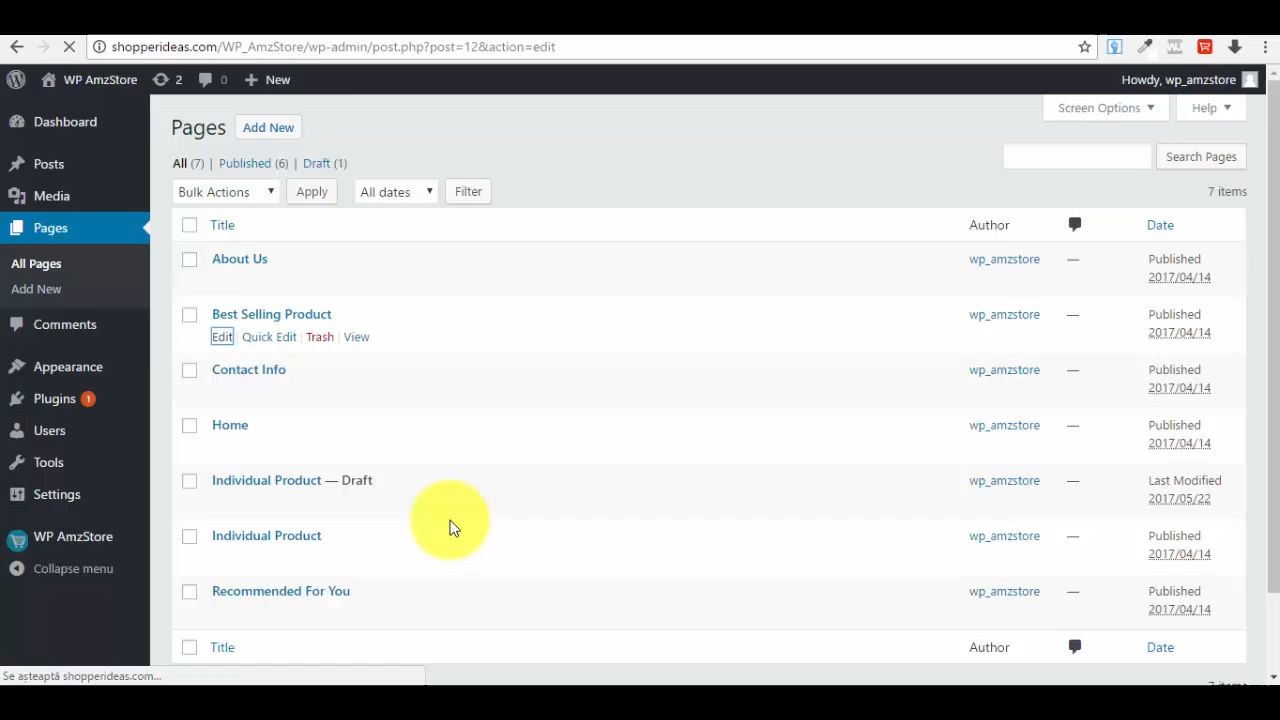 shopperideas.com/WP_AmzStore/wp-admin/post.php?post=12&action=edit
WP AmzStore 2 0 New Howdy, wp_amzstore
Dashboard
Posts
Media
Pages
All Pages
Add New
Comments
Appearance
Plugins 1
Users
Tools
Settings
WP AmzStore
Collapse menu
Screen Options Help
Pages Add New
All (7) | Published (6) | Draft (1)
Search Pages
Bulk Actions Apply All dates Filter 7 items
Title Author Date
About Us wp_amzstore — Published
2017/04/14
Best Selling Product wp_amzstore — Published
Edit | Quick Edit | Trash | View 2017/04/14
Contact Info wp_amzstore — Published
2017/04/14
Home wp_amzstore — Published
2017/04/14
Individual Product — Draft wp_amzstore — Last Modified
2017/05/22
Individual Product wp_amzstore — Published
2017/04/14
Recommended For You wp_amzstore — Published
2017/04/14
Title Author Date
Se așteaptă shopperideas.com...
7 items